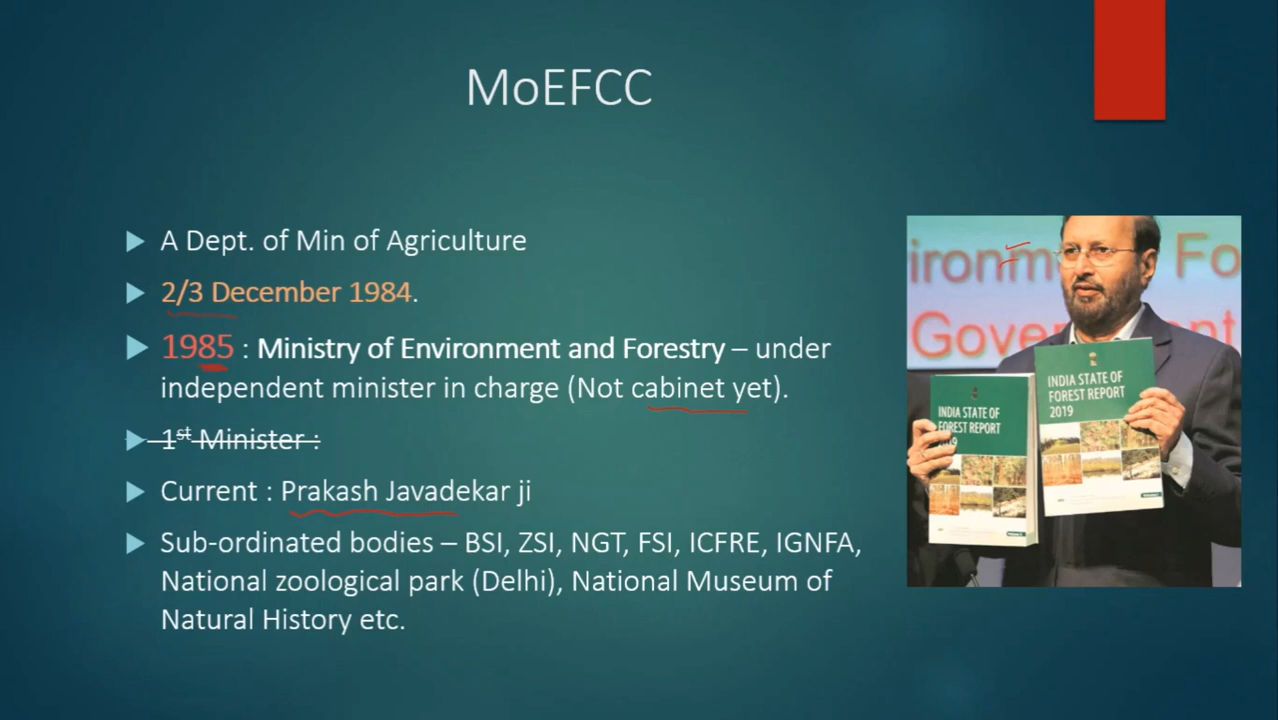 MoEFCC
A Dept. of Min of Agriculture
2/3 December 1984.
1985 : Ministry of Environment and Forestry – under
independent minister in charge (Not cabinet yet).
1st Minister :
Current : Prakash Javadekar ji
Sub-ordinated bodies – BSI, ZSI, NGT, FSI, ICFRE, IGNFA,
National zoological park (Delhi), National Museum of
Natural History etc.
ironm Fo
Gove nt
INDIA STATE OF
FOREST REPORT
2019
INDIA STATE OF
FOREST REPORT
19